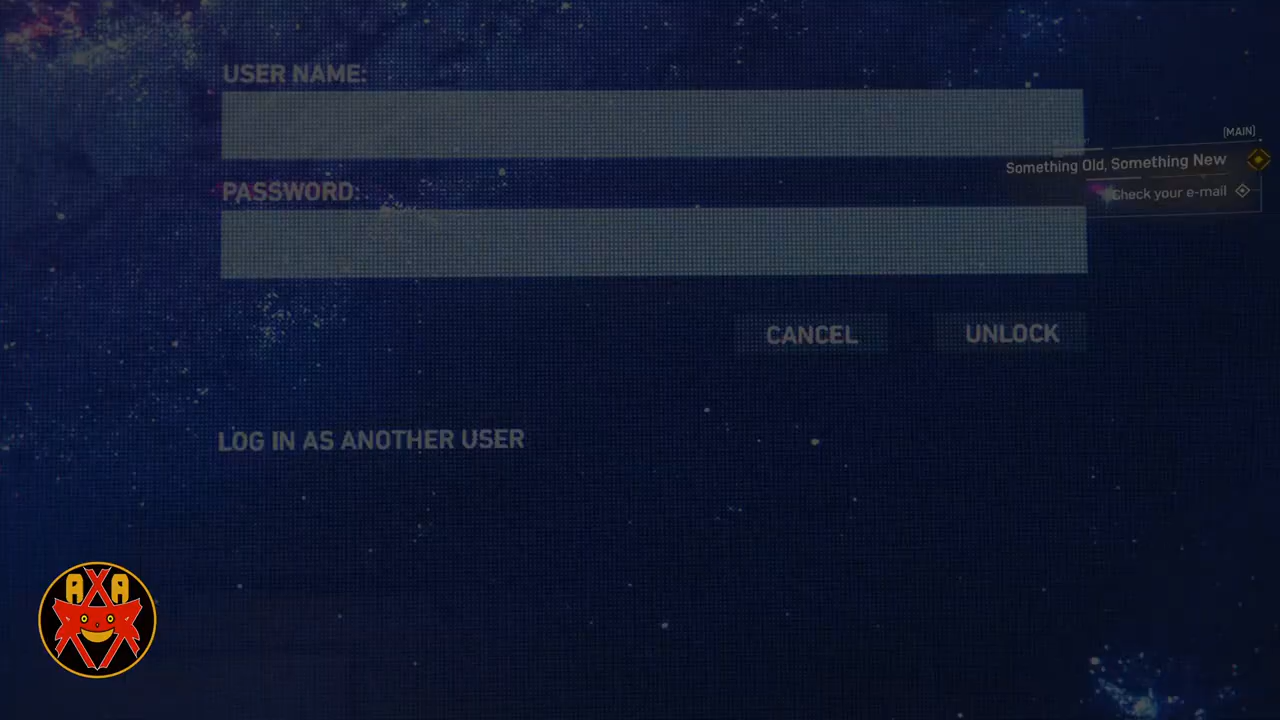 USER NAME:
[MAIN]
Something Old, Something New
PASSWORD:
Check your e-mail
CANCEL
UNLOCK
LOG IN AS ANOTHER USER
AXA